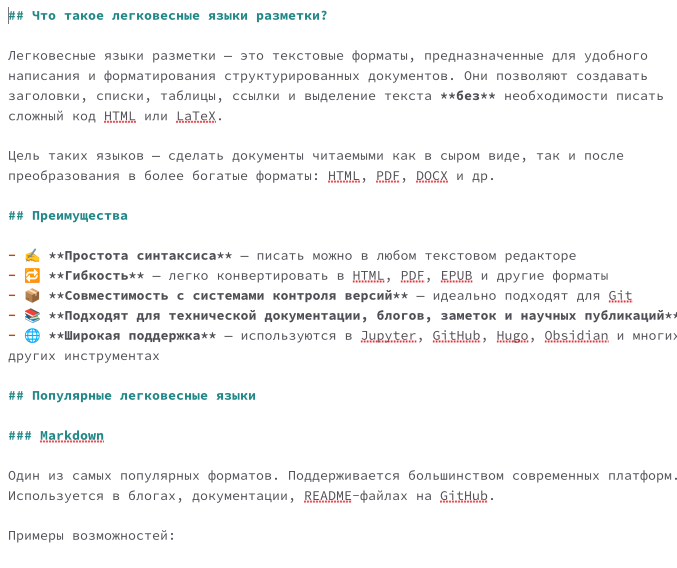 ## Что такое легковесные языки разметки?
Легковесные языки разметки — это текстовые форматы, предназначенные для удобного
написания и форматирования структурированных документов. Они позволяют создавать
заголовки, списки, таблицы, ссылки и выделение текста **без** необходимости писать
сложный код HTML или LaTeX.
Цель таких языков — сделать документы читаемыми как в сыром виде, так и после
преобразования в более богатые форматы: HTML, PDF, DOCX и др.
## Преимущества
- ✍️ **Простота синтаксиса** — писать можно в любом текстовом редакторе
- 🔁 **Гибкость** — легко конвертировать в HTML, PDF, EPUB и другие форматы
- 📦 **Совместимость с системами контроля версий** — идеально подходят для Git
- 📚 **Подходят для технической документации, блогов, заметок и научных публикаций**
- 🌐 **Широкая поддержка** — используются в Jupyter, GitHub, Hugo, Obsidian и многих
других инструментах
## Популярные легковесные языки
### Markdown
Один из самых популярных форматов. Поддерживается большинством современных платформ.
Используется в блогах, документации, README-файлах на GitHub.
Примеры возможностей: